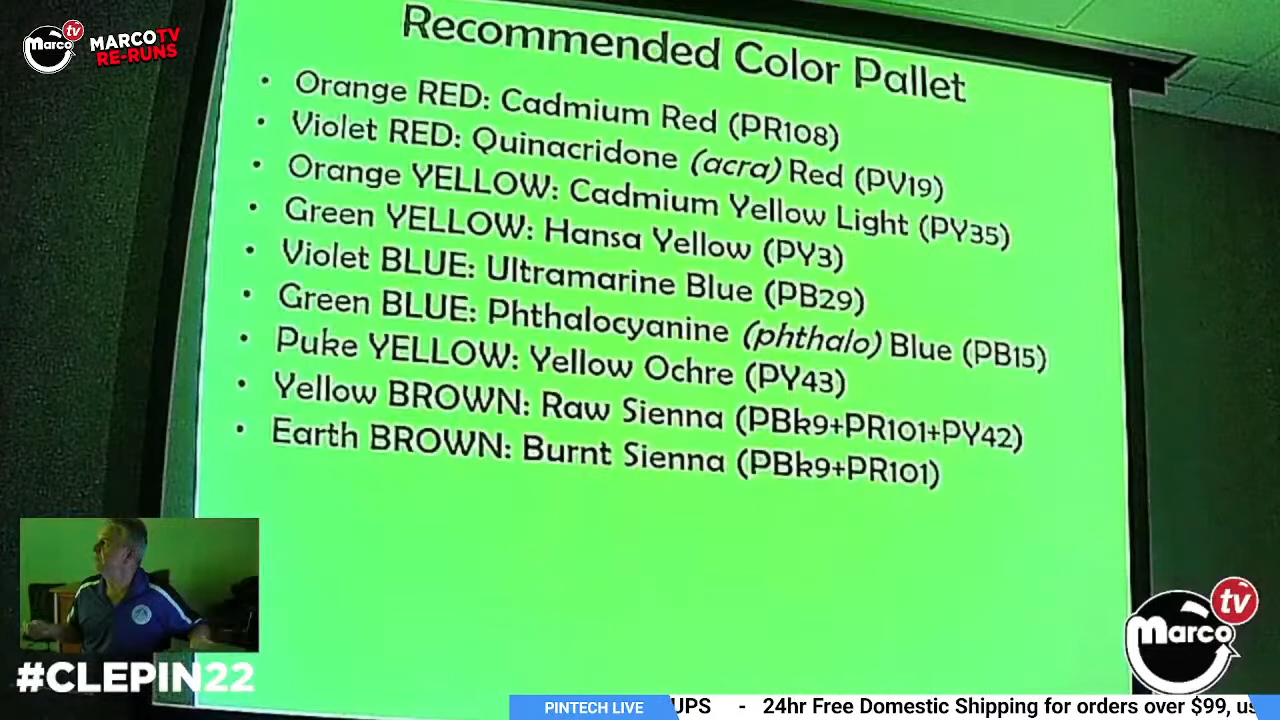 marco tv
MARCOTV
RE-RUNS
Recommended Color Pallet
• Orange RED: Cadmium Red (PR108)
• Violet RED: Quinacridone (acra) Red (PV19)
• Orange YELLOW: Cadmium Yellow Light (PY35)
• Green YELLOW: Hansa Yellow (PY3)
• Violet BLUE: Ultramarine Blue (PB29)
• Green BLUE: Phthalocyanine (phthalo) Blue (PB15)
• Puke YELLOW: Yellow Ochre (PY43)
• Yellow BROWN: Raw Sienna (PBk9+PR101+PY42)
• Earth BROWN: Burnt Sienna (PBk9+PR101)
#CLEPIN22
marco tv
PINTECH LIVE UPS - 24hr Free Domestic Shipping for orders over $99, us